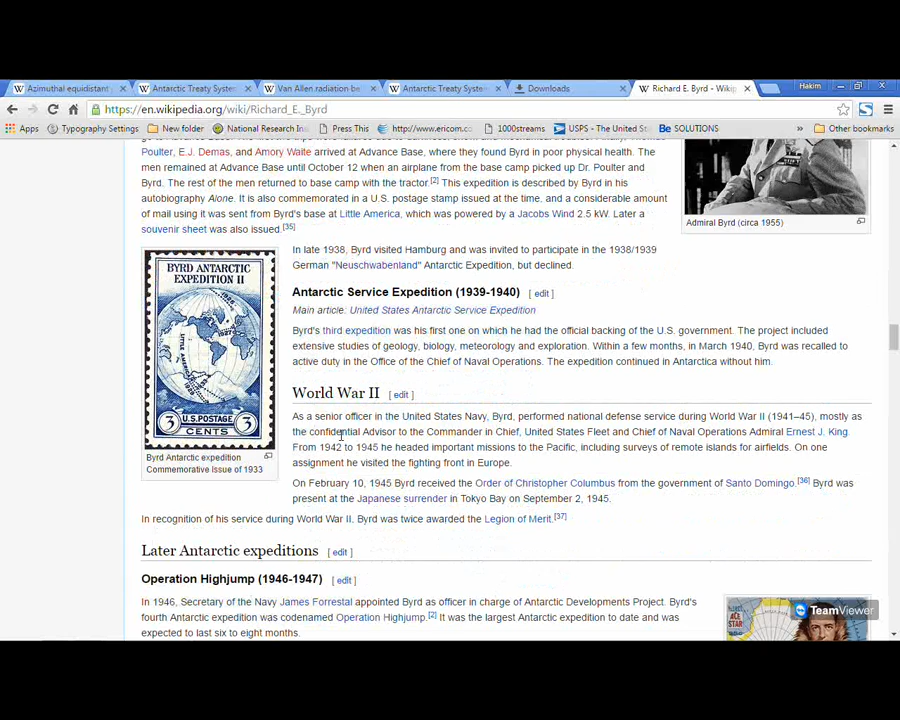 Azimuthal equidistant
Antarctic Treaty Syste
Van Allen radiation be
Antarctic Treaty Syste
Downloads
Richard E. Byrd - Wikip
Hakim
https://en.wikipedia.org/wiki/Richard_E._Byrd
Apps
Typography Settings
New folder
National Research Ins
Press This
http://www.ericom.co
1000streams
USPS - The United St
Be SOLUTIONS
»
Other bookmarks
Poulter, E.J. Demas, and Amory Waite arrived at Advance Base, where they found Byrd in poor physical health. The
men remained at Advance Base until October 12 when an airplane from the base camp picked up Dr. Poulter and
Byrd. The rest of the men returned to base camp with the tractor.[2] This expedition is described by Byrd in his
autobiography Alone. It is also commemorated in a U.S. postage stamp issued at the time, and a considerable amount
of mail using it was sent from Byrd's base at Little America, which was powered by a Jacobs Wind 2.5 kW. Later a
souvenir sheet was also issued.[35]
Admiral Byrd (circa 1955)
In late 1938, Byrd visited Hamburg and was invited to participate in the 1938/1939
German "Neuschwabenland" Antarctic Expedition, but declined.
BYRD ANTARCTIC
EXPEDITION II
LITTLE AMERICA
U.S. POSTAGE
3 CENTS 3
Byrd Antarctic expedition
Commemorative Issue of 1933
Antarctic Service Expedition (1939-1940) [ edit ]
Main article: United States Antarctic Service Expedition
Byrd's third expedition was his first one on which he had the official backing of the U.S. government. The project included
extensive studies of geology, biology, meteorology and exploration. Within a few months, in March 1940, Byrd was recalled to
active duty in the Office of the Chief of Naval Operations. The expedition continued in Antarctica without him.
World War II [ edit ]
As a senior officer in the United States Navy, Byrd, performed national defense service during World War II (1941–45), mostly as
the confidential Advisor to the Commander in Chief, United States Fleet and Chief of Naval Operations Admiral Ernest J. King.
From 1942 to 1945 he headed important missions to the Pacific, including surveys of remote islands for airfields. On one
assignment he visited the fighting front in Europe.
On February 10, 1945 Byrd received the Order of Christopher Columbus from the government of Santo Domingo.[36] Byrd was
present at the Japanese surrender in Tokyo Bay on September 2, 1945.
In recognition of his service during World War II. Byrd was twice awarded the Legion of Merit.[37]
Later Antarctic expeditions [ edit ]
Operation Highjump (1946-1947) [ edit ]
In 1946, Secretary of the Navy James Forrestal appointed Byrd as officer in charge of Antarctic Developments Project. Byrd's
fourth Antarctic expedition was codenamed Operation Highjump.[2] It was the largest Antarctic expedition to date and was
expected to last six to eight months.
ACE
STAR
TeamViewer